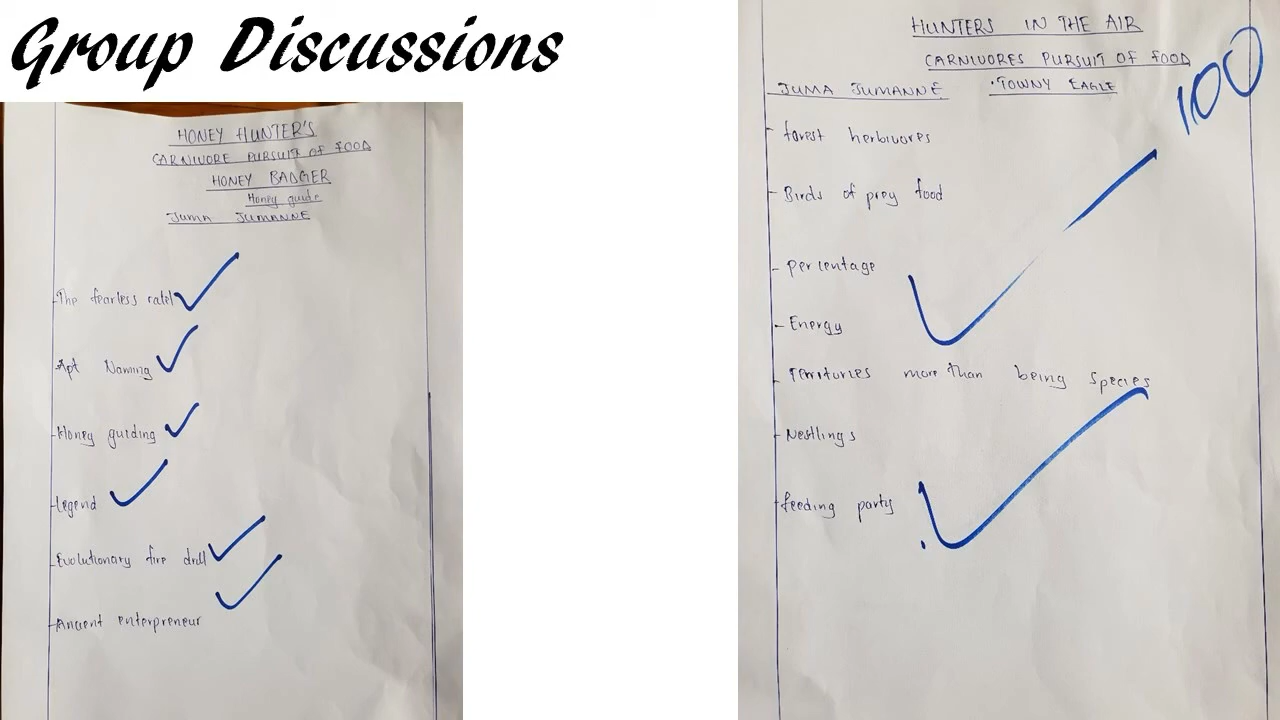 Group Discussions
HONEY HUNTER'S
CARNIVORE PURSUIT OF FOOD
HONEY BADGER
Honey guide
JUMA JUMANNE
-The fearless ratel
-Apt Naming
-Honey guiding
-Legend
-Evolutionary fire drill
-Ancient enterpreneur
HUNTERS IN THE AIR
CARNIVORES PURSUIT OF FOOD
JUMA JUMANNE ·TOWNY EAGLE
100
- forest herbivores
- Birds of prey food
- percentage
- Energy
- Territories more than being species
- Nestlings
- feeding party